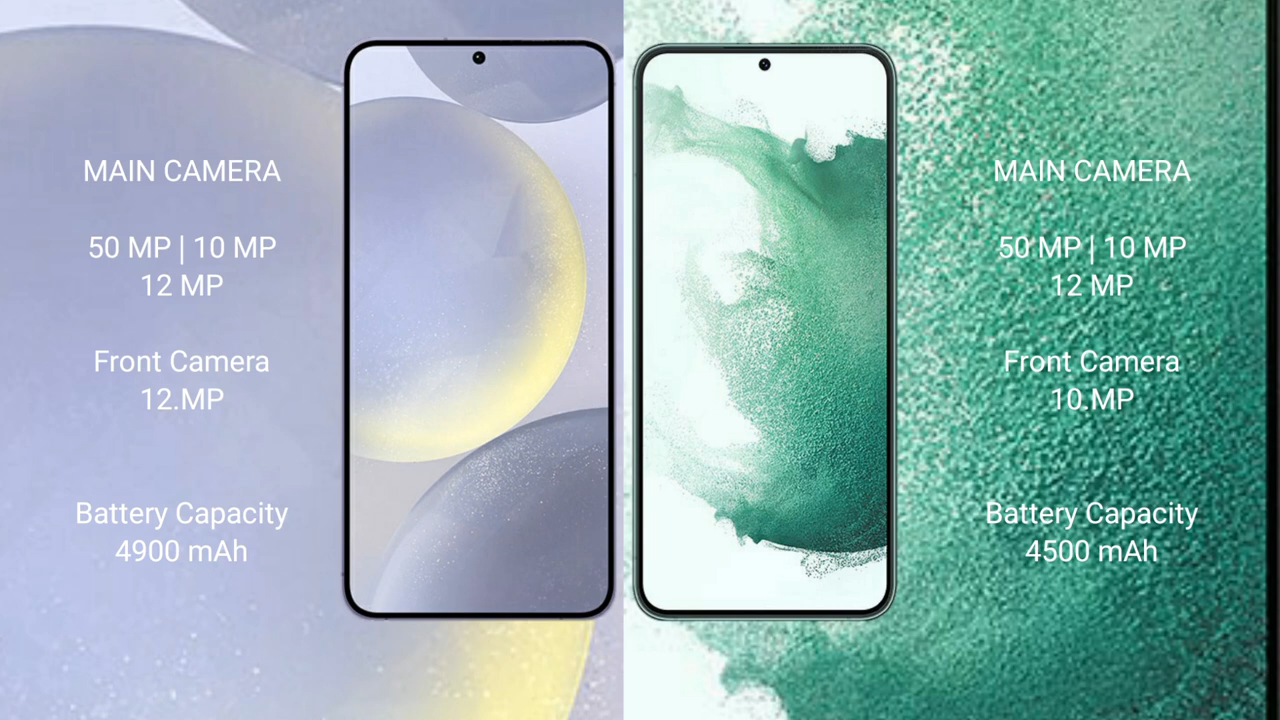 MAIN CAMERA
50 MP | 10 MP
12 MP
Front Camera
12.MP
Battery Capacity
4900 mAh
MAIN CAMERA
50 MP | 10 MP
12 MP
Front Camera
10.MP
Battery Capacity
4500 mAh